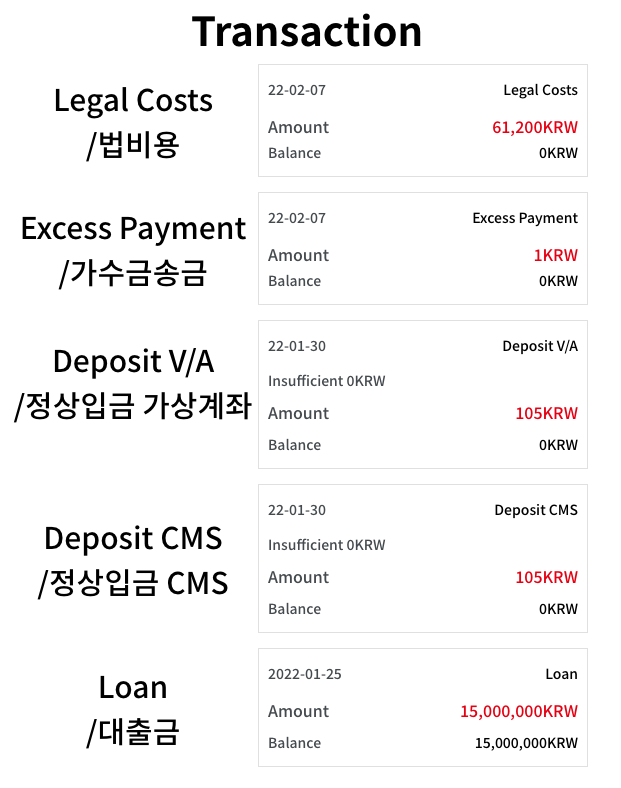 Transaction
Legal Costs
/법비용
22-02-07 Legal Costs
Amount 61,200KRW
Balance 0KRW
Excess Payment
/가수금송금
22-02-07 Excess Payment
Amount 1KRW
Balance 0KRW
Deposit V/A
/정상입금 가상계좌
22-01-30 Deposit V/A
Insufficient 0KRW
Amount 105KRW
Balance 0KRW
Deposit CMS
/정상입금 CMS
22-01-30 Deposit CMS
Insufficient 0KRW
Amount 105KRW
Balance 0KRW
Loan
/대출금
2022-01-25 Loan
Amount 15,000,000KRW
Balance 15,000,000KRW